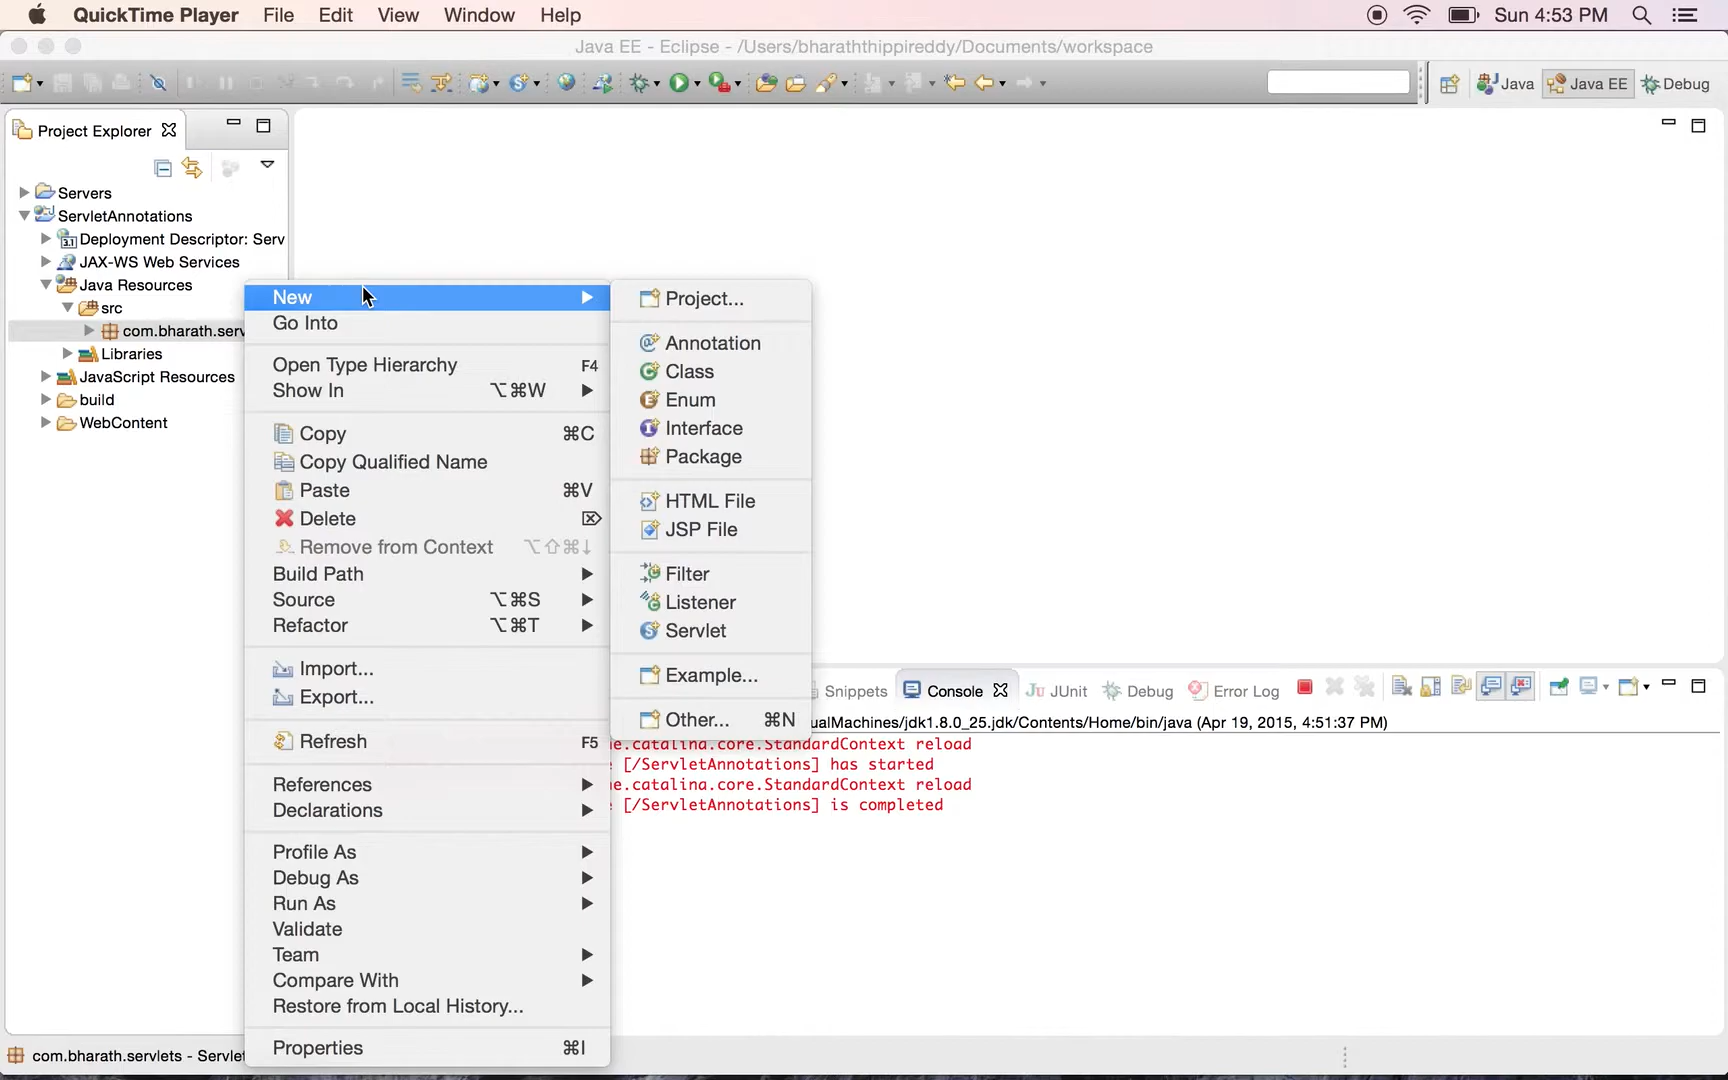 QuickTime Player File Edit View Window Help Sun 4:53 PM
Java EE - Eclipse - /Users/bharaththippireddy/Documents/workspace
Java Java EE Debug
Project Explorer
Servers
ServletAnnotations
31 Deployment Descriptor: Serv
JAX-WS Web Services
Java Resources
src
com.bharath.serv
Libraries
JavaScript Resources
build
WebContent
New
Go Into
Open Type Hierarchy F4
Show In ⌥⌘W
Copy ⌘C
Copy Qualified Name
Paste ⌘V
Delete ⌦
Remove from Context ⌥⇧⌘↓
Build Path
Source ⌥⌘S
Refactor ⌥⌘T
Import...
Export...
Refresh F5
References
Declarations
Profile As
Debug As
Run As
Validate
Team
Compare With
Restore from Local History...
Properties ⌘I
Project...
Annotation
Class
Enum
Interface
Package
HTML File
JSP File
Filter
Listener
Servlet
Example...
Other... ⌘N
Snippets Console Ju JUnit Debug Error Log
ualMachines/jdk1.8.0_25.jdk/Contents/Home/bin/java (Apr 19, 2015, 4:51:37 PM)
e.catalina.core.StandardContext reload
[/ServletAnnotations] has started
e.catalina.core.StandardContext reload
[/ServletAnnotations] is completed
com.bharath.servlets - Servlet